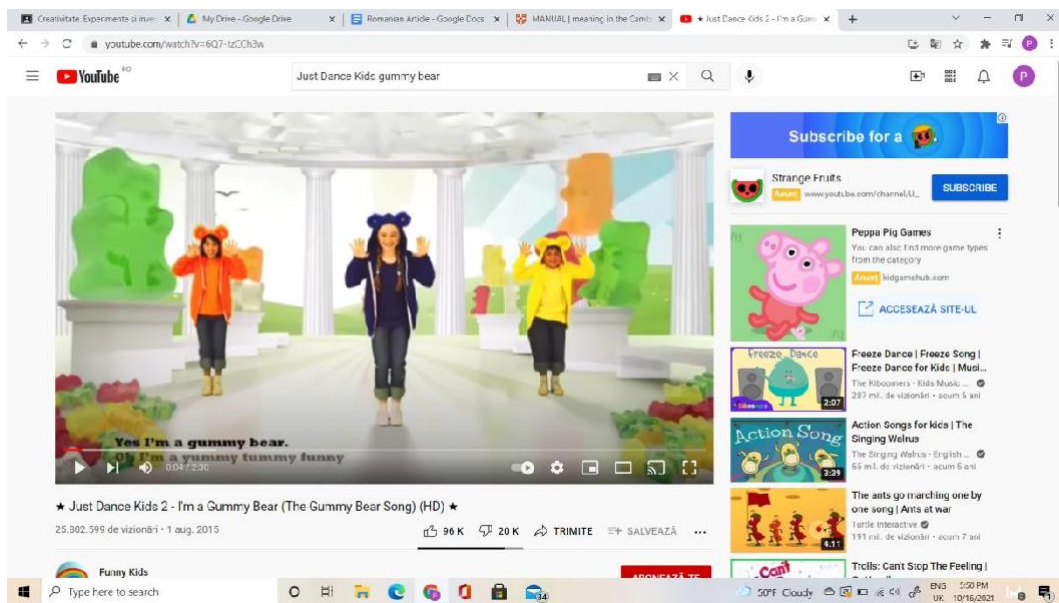 Creativitate Experimente si inve
My Drive - Google Drive
Romanian Article - Google Docs
MANUAL | meaning in the Camb
★ Just Dance Kids 2 - I'm a Gum
youtube.com/watch?v=6Q7-tzCCh3w
YouTube RO
Just Dance Kids gummy bear
P
Yes I'm a gummy bear.
Oh I'm a yummy tummy funny
0:04 / 2:30
★ Just Dance Kids 2 - I'm a Gummy Bear (The Gummy Bear Song) (HD) ★
25.802.599 de vizionări • 1 aug. 2015
96 K
20 K
TRIMITE
SALVEAZĂ
Funny Kids
ABONEAZĂ-TE
Subscribe for a
Strange Fruits
Anunț www.youtube.com/channel/U...
SUBSCRIBE
Peppa Pig Games
You can also find more game types
from the category
Anunț kidgamehub.com
ACCESEAZĂ SITE-UL
Freeze Dance
2:07
Freeze Dance | Freeze Song |
Freeze Dance for Kids | Musi...
The Kiboomers - Kids Music ...
287 mil. de vizionări • acum 5 ani
Action Song
3:39
Action Songs for kids | The
Singing Walrus
The Singing Walrus - English ...
55 mil. de vizionări • acum 5 ani
4:11
The ants go marching one by
one song | Ants at war
Turtle Interactive
191 mil. de vizionări • acum 7 ani
Can't
Trolls: Can't Stop The Feeling |
Type here to search
34
50°F Cloudy
ENG
UK
5:50 PM
10/16/2021